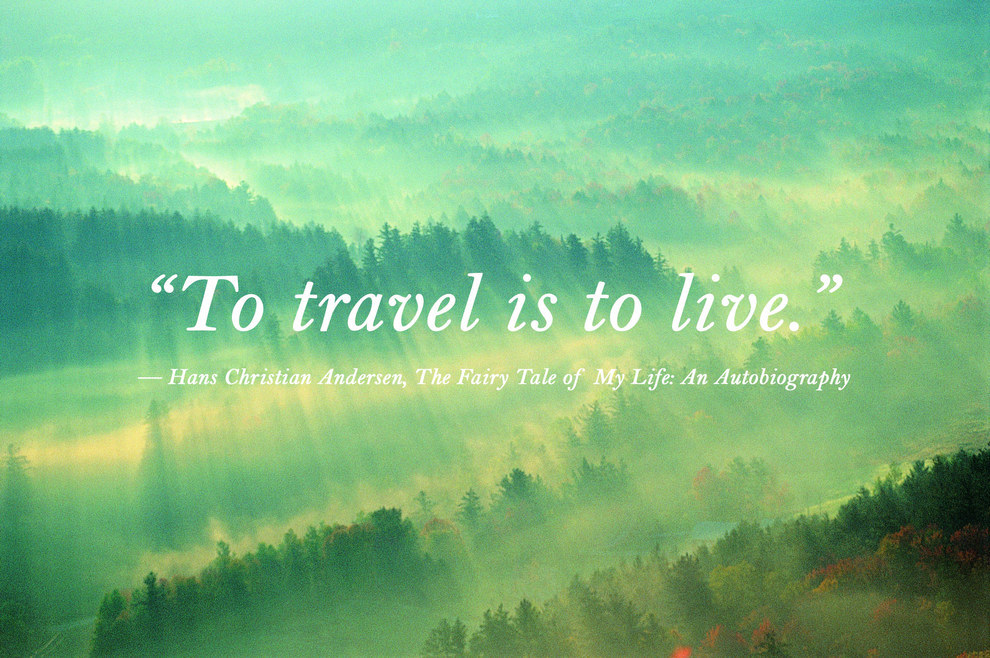 “To travel is to live.”
— Hans Christian Andersen, The Fairy Tale of My Life: An Autobiography